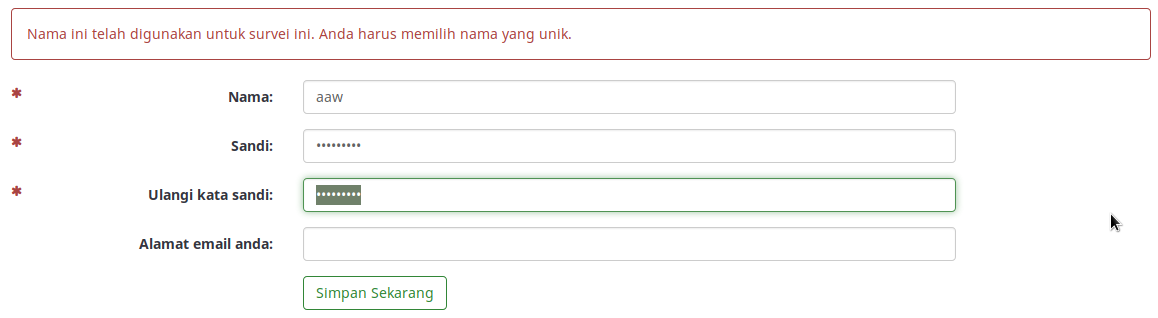 Nama ini telah digunakan untuk survei ini. Anda harus memilih nama yang unik.
* Nama: aaw
* Sandi: •••••••••
* Ulangi kata sandi: •••••••••
Alamat email anda:
Simpan Sekarang